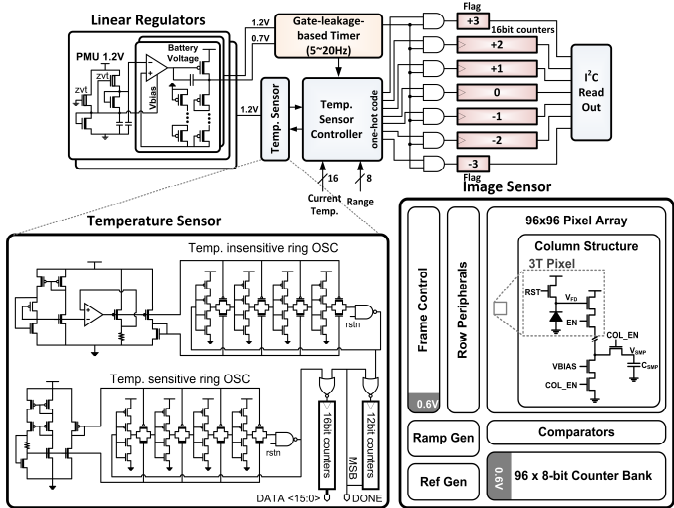 Linear Regulators
PMU 1.2V
Battery
Voltage
zvt
zvt
Vbias
1.2V
0.7V
1.2V
Gate-leakage-
based Timer
(5~20Hz)
Temp. Sensor
Temp.
Sensor
Controller
one-hot code
16
8
Current
Temp.
Range
Flag
+3
16bit counters
+2
+1
0
-1
-2
-3
Flag
I²C
Read
Out
Temperature Sensor
Temp. insensitive ring OSC
rstn
Temp. sensitive ring OSC
rstn
16bit counters
MSB
12bit counters
DATA <15:0>
DONE
Image Sensor
Frame Control
0.6V
Row Peripherals
96x96 Pixel Array
Column Structure
3T Pixel
RST
VFD
EN
COL_EN
VSMP
CSMP
VBIAS
COL_EN
Ramp Gen
Comparators
Ref Gen
0.6V
96 x 8-bit Counter Bank